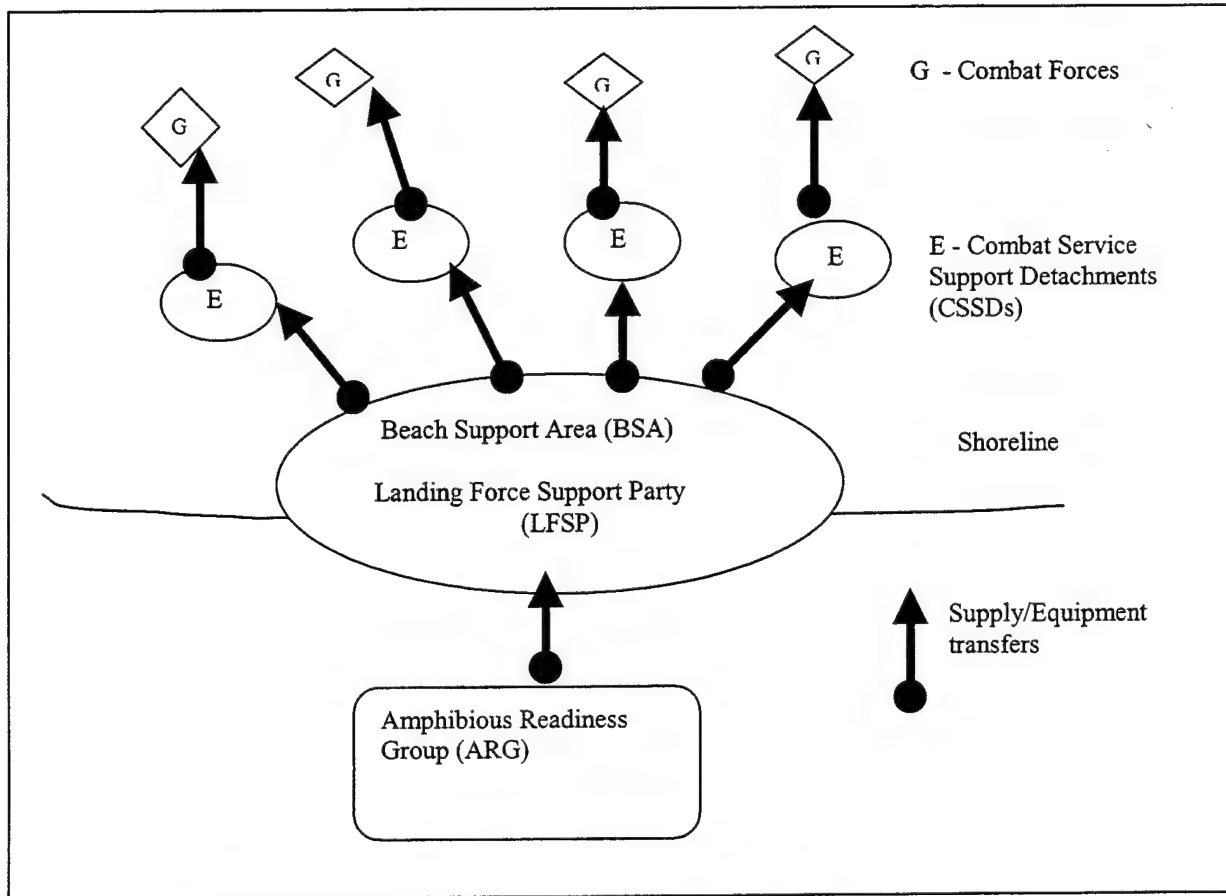 G
G
G
G
G - Combat Forces
E
E
E
E
E - Combat Service
Support Detachments
(CSSDs)
Beach Support Area (BSA)
Shoreline
Landing Force Support Party
(LFSP)
Supply/Equipment
transfers
Amphibious Readiness
Group (ARG)